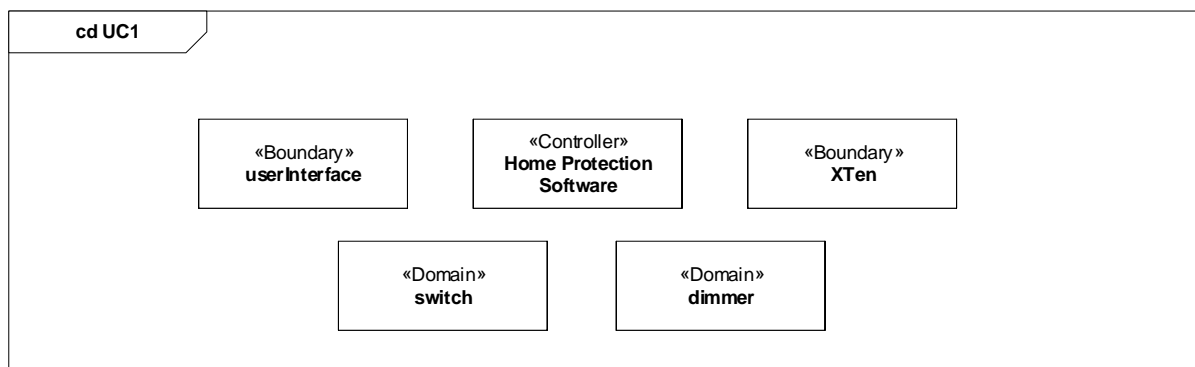 cd UC1
«Boundary»
userInterface
«Controller»
Home Protection
Software
«Boundary»
XTen
«Domain»
switch
«Domain»
dimmer